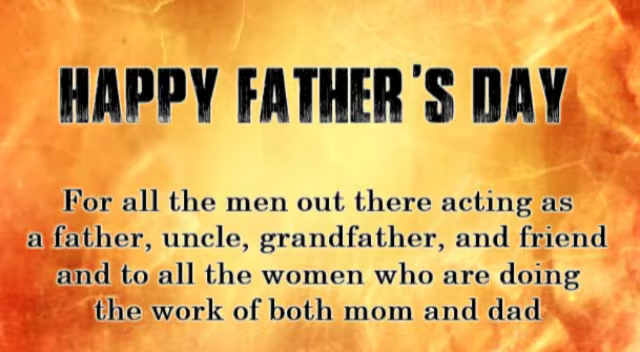 HAPPY FATHER'S DAY
For all the men out there acting as
a father, uncle, grandfather, and friend
and to all the women who are doing
the work of both mom and dad